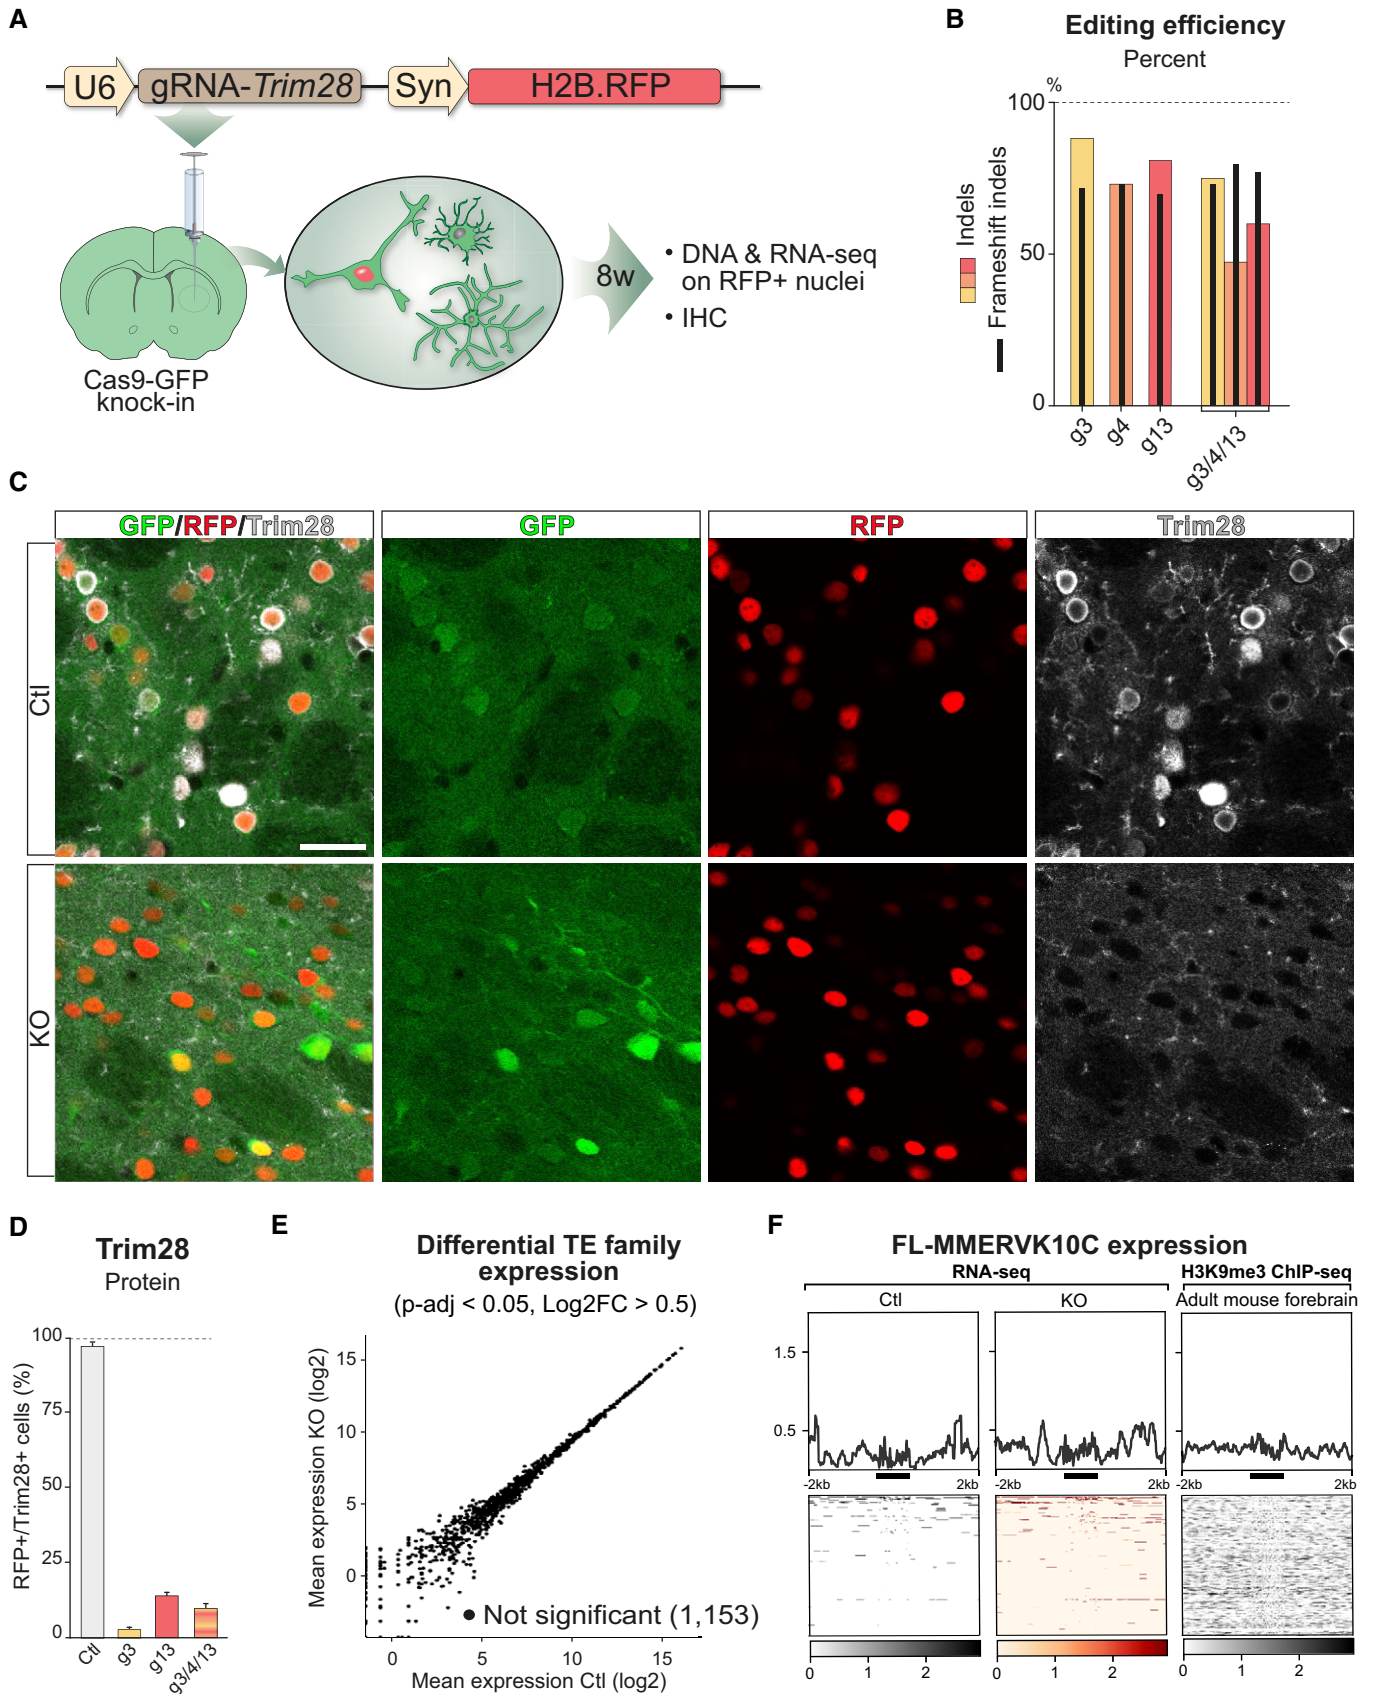 A
U6
gRNA-Trim28
Syn
H2B.RFP
Cas9-GFP
knock-in
8w
• DNA & RNA-seq
on RFP+ nuclei
• IHC
B
Editing efficiency
Percent
%
100
50
0
Indels
Frameshift indels
g3
g4
g13
g3/4/13
C
GFP/RFP/Trim28
GFP
RFP
Trim28
Ctl
KO
D
Trim28
Protein
RFP+/Trim28+ cells (%)
100
75
50
25
0
Ctl
g3
g13
g3/4/13
E
Differential TE family
expression
(p-adj < 0.05, Log2FC > 0.5)
Mean expression KO (log2)
15
10
5
0
Not significant (1,153)
0
5
10
15
Mean expression Ctl (log2)
F
FL-MMERVK10C expression
RNA-seq
H3K9me3 ChIP-seq
Ctl
KO
Adult mouse forebrain
1.5
0.5
-2kb
2kb
-2kb
2kb
-2kb
2kb
0
1
2
0
1
2
0
1
2